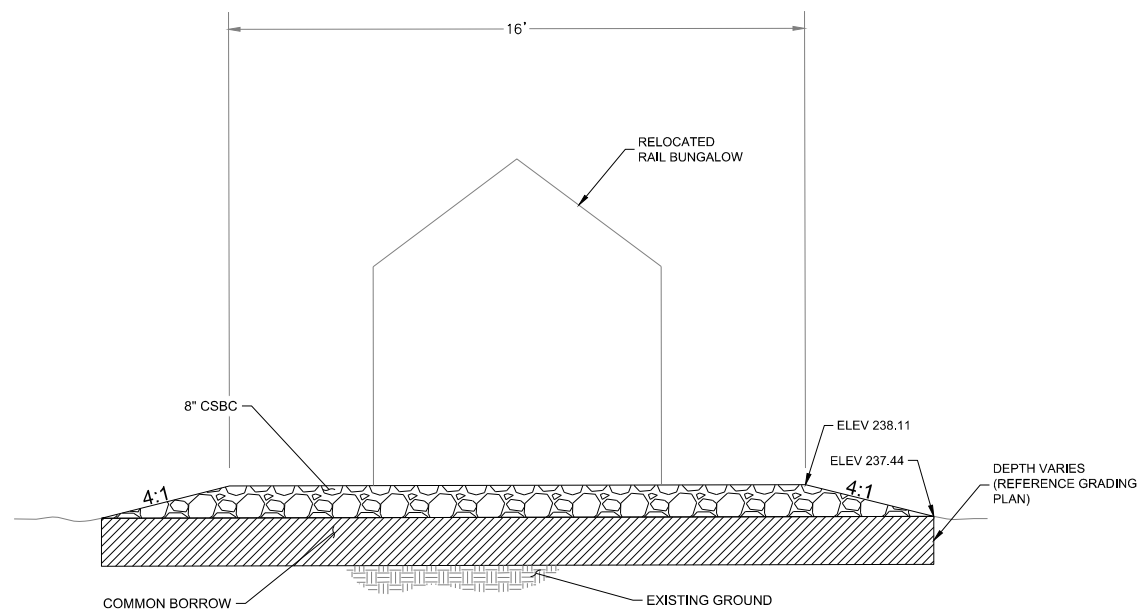 16'
RELOCATED
RAIL BUNGALOW
8" CSBC
ELEV 238.11
ELEV 237.44
4:1
4:1
DEPTH VARIES
(REFERENCE GRADING
PLAN)
COMMON BORROW
EXISTING GROUND